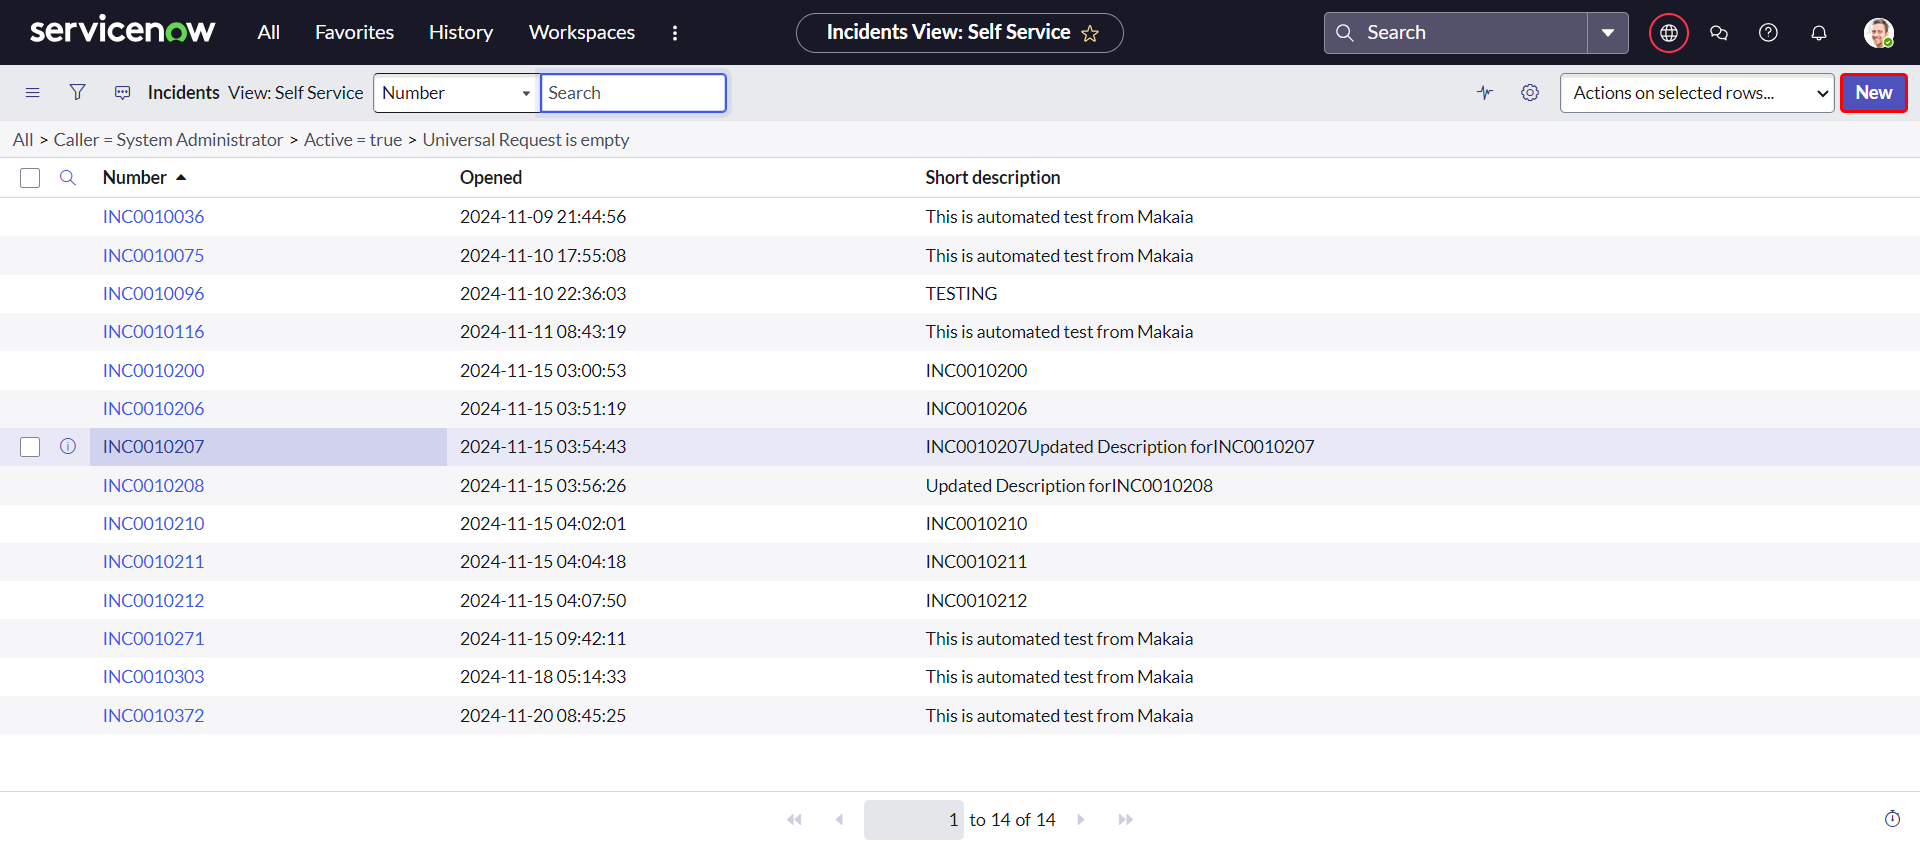 servicenow All Favorites History Workspaces Incidents View: Self Service Search
Incidents View: Self Service Number Search Actions on selected rows... New
All > Caller = System Administrator > Active = true > Universal Request is empty
Number Opened Short description
INC0010036 2024-11-09 21:44:56 This is automated test from Makaia
INC0010075 2024-11-10 17:55:08 This is automated test from Makaia
INC0010096 2024-11-10 22:36:03 TESTING
INC0010116 2024-11-11 08:43:19 This is automated test from Makaia
INC0010200 2024-11-15 03:00:53 INC0010200
INC0010206 2024-11-15 03:51:19 INC0010206
INC0010207 2024-11-15 03:54:43 INC0010207Updated Description forINC0010207
INC0010208 2024-11-15 03:56:26 Updated Description forINC0010208
INC0010210 2024-11-15 04:02:01 INC0010210
INC0010211 2024-11-15 04:04:18 INC0010211
INC0010212 2024-11-15 04:07:50 INC0010212
INC0010271 2024-11-15 09:42:11 This is automated test from Makaia
INC0010303 2024-11-18 05:14:33 This is automated test from Makaia
INC0010372 2024-11-20 08:45:25 This is automated test from Makaia
1 to 14 of 14